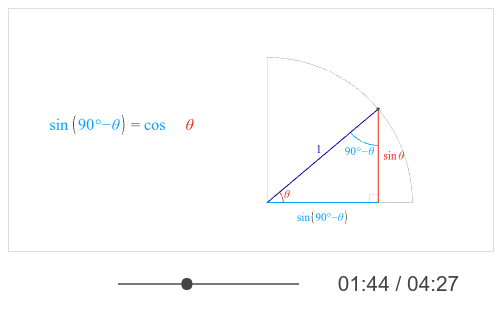 sin (90°−θ) = cos θ
1
90°−θ
sin θ
θ
sin(90°−θ)
01:44 / 04:27